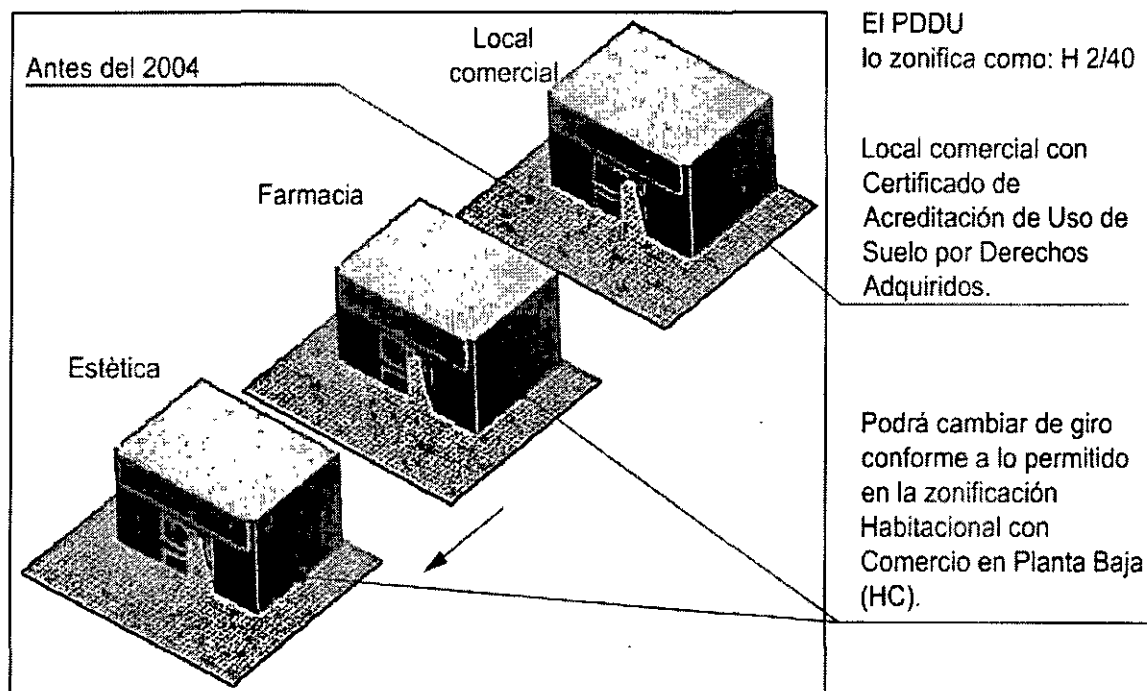 El PDDU
lo zonifica como: H 2/40
Local
comercial
Antes del 2004
Local comercial con
Certificado de
Acreditación de Uso de
Suelo por Derechos
Adquiridos.
Farmacia
Estètica
Podrá cambiar de giro
conforme a lo permitido
en la zonificación
Habitacional con
Comercio en Planta Baja
(HC).